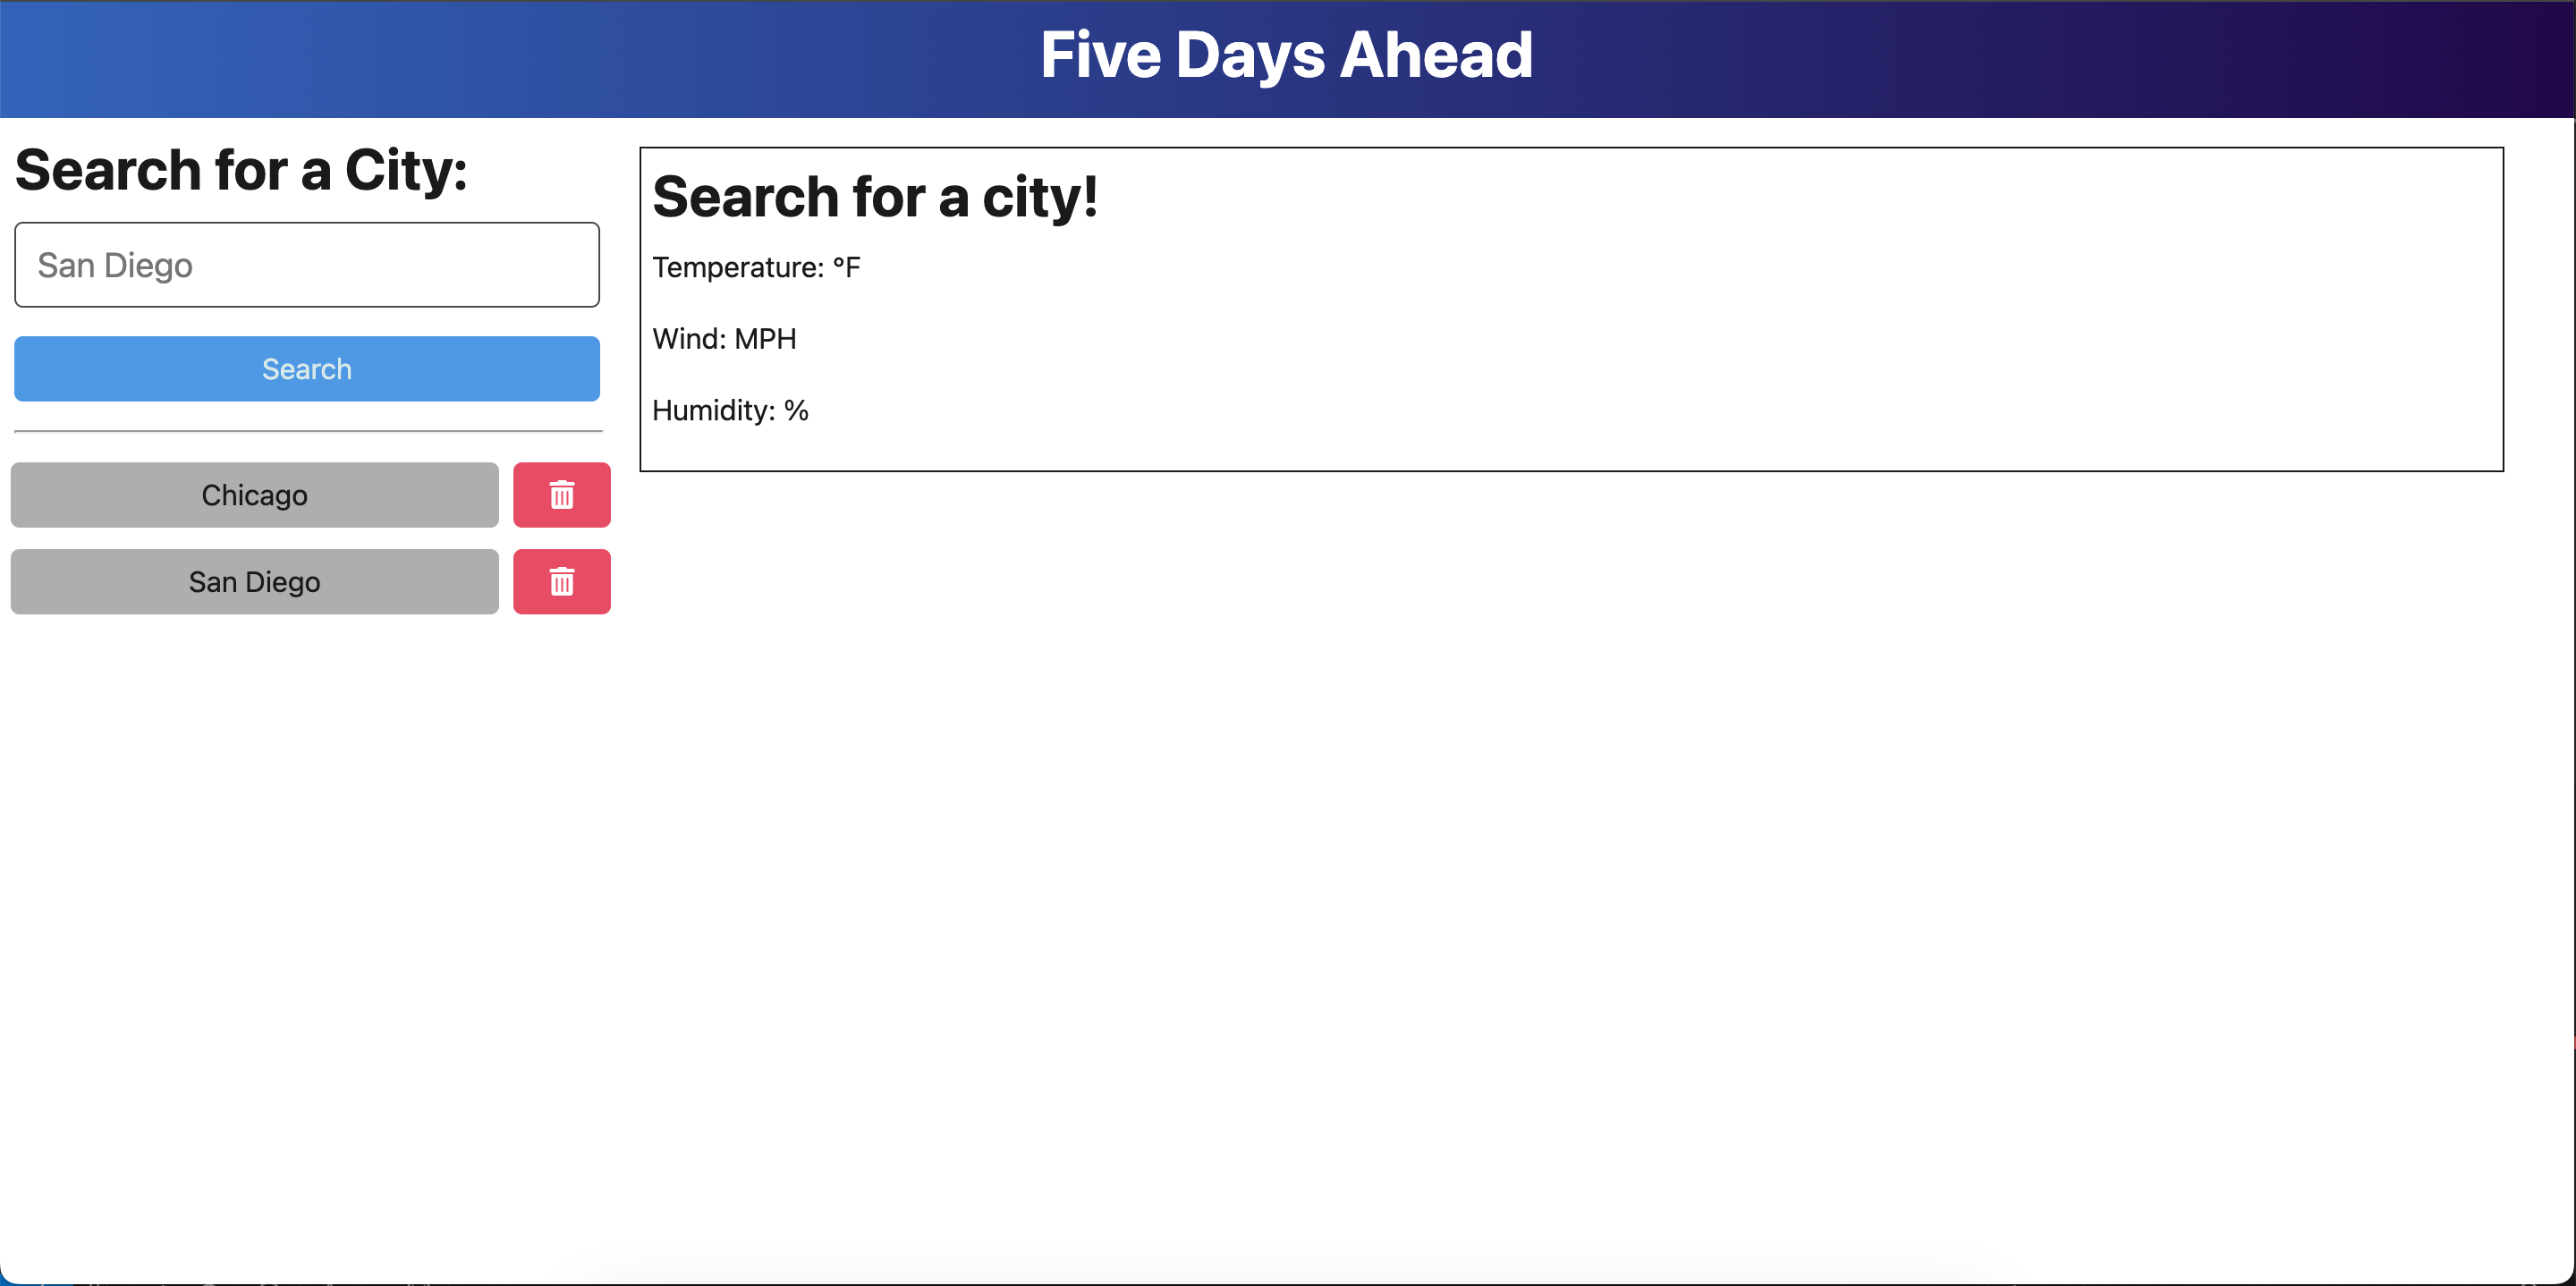 Five Days Ahead
Search for a City:
San Diego
Search
Chicago
San Diego
Search for a city!
Temperature: °F
Wind: MPH
Humidity: %